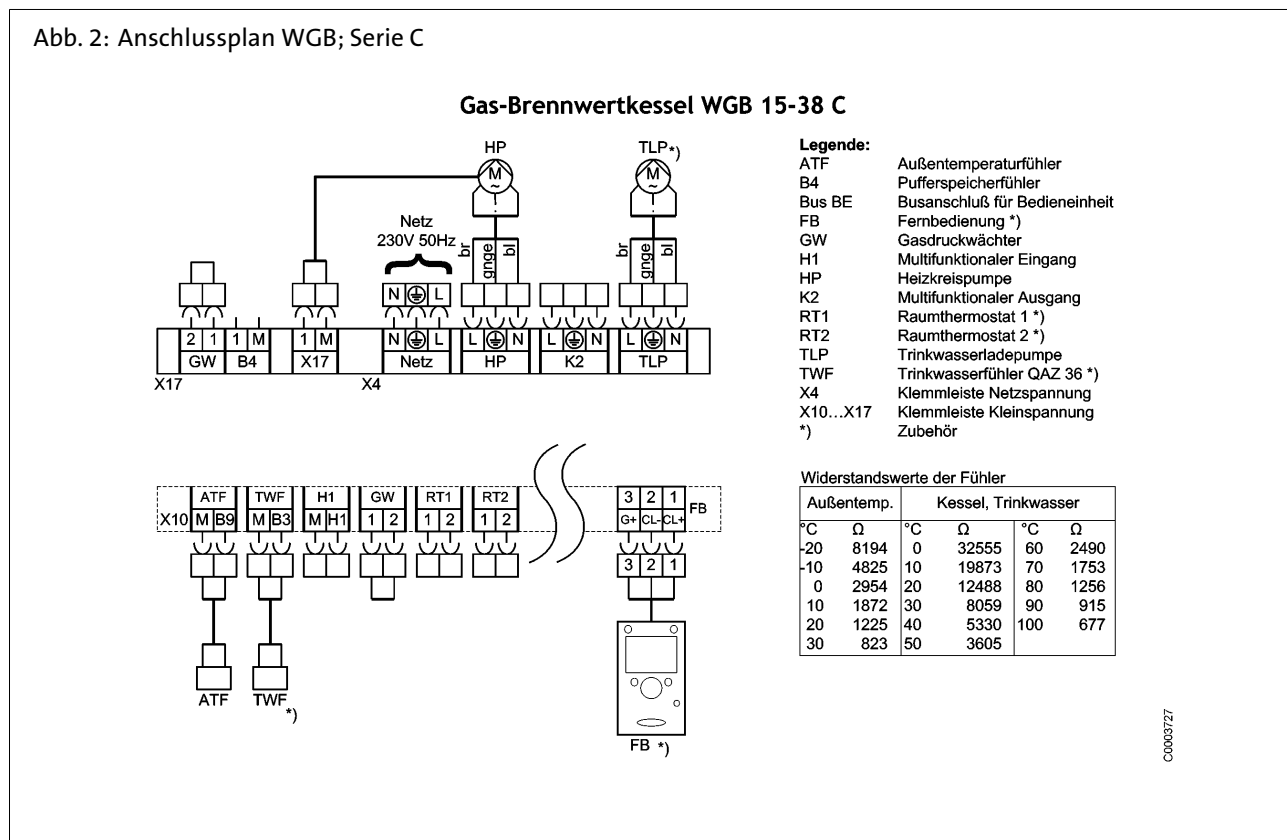 Abb. 2: Anschlussplan WGB; Serie C
Gas-Brennwertkessel WGB 15-38 C
HP
TLP *)
M
~
M
~
Netz
230V 50Hz
br
gnge
bl
br
gnge
bl
N L
2 1 1 M 1 M N L L N L N L N
GW B4 X17 Netz HP K2 TLP
X17 X4
Legende:
ATF Außentemperaturfühler
B4 Pufferspeicherfühler
Bus BE Busanschluß für Bedieneinheit
FB Fernbedienung *)
GW Gasdruckwächter
H1 Multifunktionaler Eingang
HP Heizkreispumpe
K2 Multifunktionaler Ausgang
RT1 Raumthermostat 1 *)
RT2 Raumthermostat 2 *)
TLP Trinkwasserladepumpe
TWF Trinkwasserfühler QAZ 36 *)
X4 Klemmleiste Netzspannung
X10...X17 Klemmleiste Kleinspannung
*) Zubehör
ATF TWF H1 GW RT1 RT2 3 2 1 FB
X10 M B9 M B3 M H1 1 2 1 2 1 2 G+ CL- CL+
3 2 1
ATF TWF *)
FB *)
Widerstandswerte der Fühler
Außentemp. Kessel, Trinkwasser
°C Ω °C Ω °C Ω
-20 8194 0 32555 60 2490
-10 4825 10 19873 70 1753
0 2954 20 12488 80 1256
10 1872 30 8059 90 915
20 1225 40 5330 100 677
30 823 50 3605
C0003727